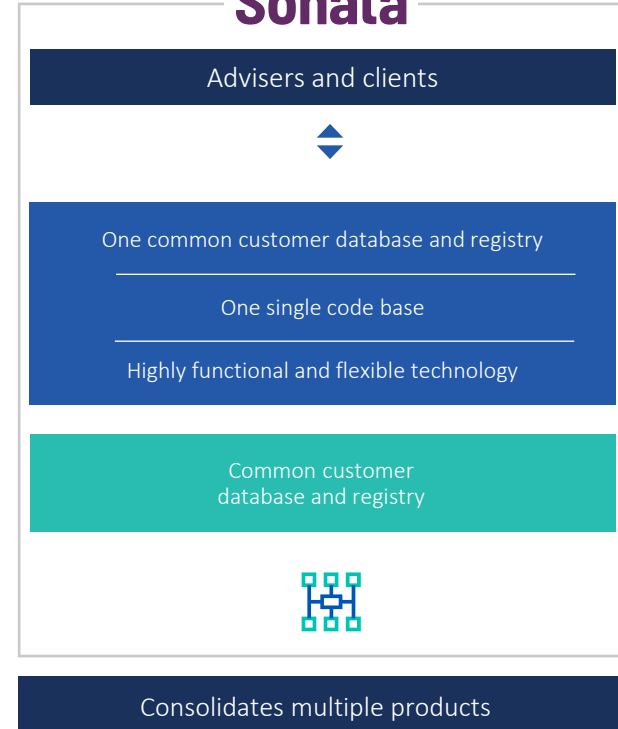 Sonata
Advisers and clients
One common customer database and registry
One single code base
Highly functional and flexible technology
Common customer
database and registry
Consolidates multiple products